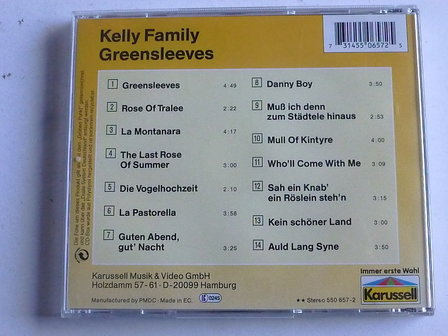 Kelly Family
Greensleeves
7 31455 06572 5
1 Greensleeves 4:49
2 Rose Of Tralee 2:22
3 La Montanara 4:17
4 The Last Rose
Of Summer 3:00
5 Die Vogelhochzeit 2:10
6 La Pastorella 3:58
7 Guten Abend,
gut' Nacht 3:25
8 Danny Boy 3:50
9 Muß ich denn
zum Städtele hinaus 2:53
10 Mull Of Kintyre 4:00
11 Who'll Come With Me 3:09
12 Sah ein Knab'
ein Röslein steh'n 3:15
13 Kein schöner Land 3:00
14 Auld Lang Syne 3:50
Karussell Musik & Video GmbH
Holzdamm 57-61·D-20099 Hamburg
Manufactured by PMDC · Made in EC.
0245
★★ Stereo 550 657-2
Immer erste Wahl
Karussell